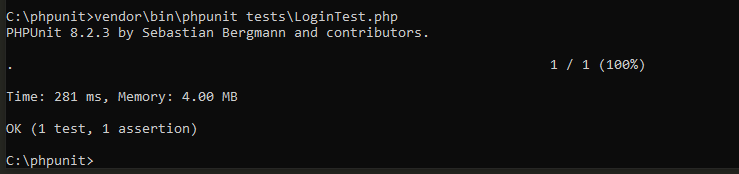 C:\phpunit>vendor\bin\phpunit tests\LoginTest.php
PHPUnit 8.2.3 by Sebastian Bergmann and contributors.
. 1 / 1 (100%)
Time: 281 ms, Memory: 4.00 MB
OK (1 test, 1 assertion)
C:\phpunit>